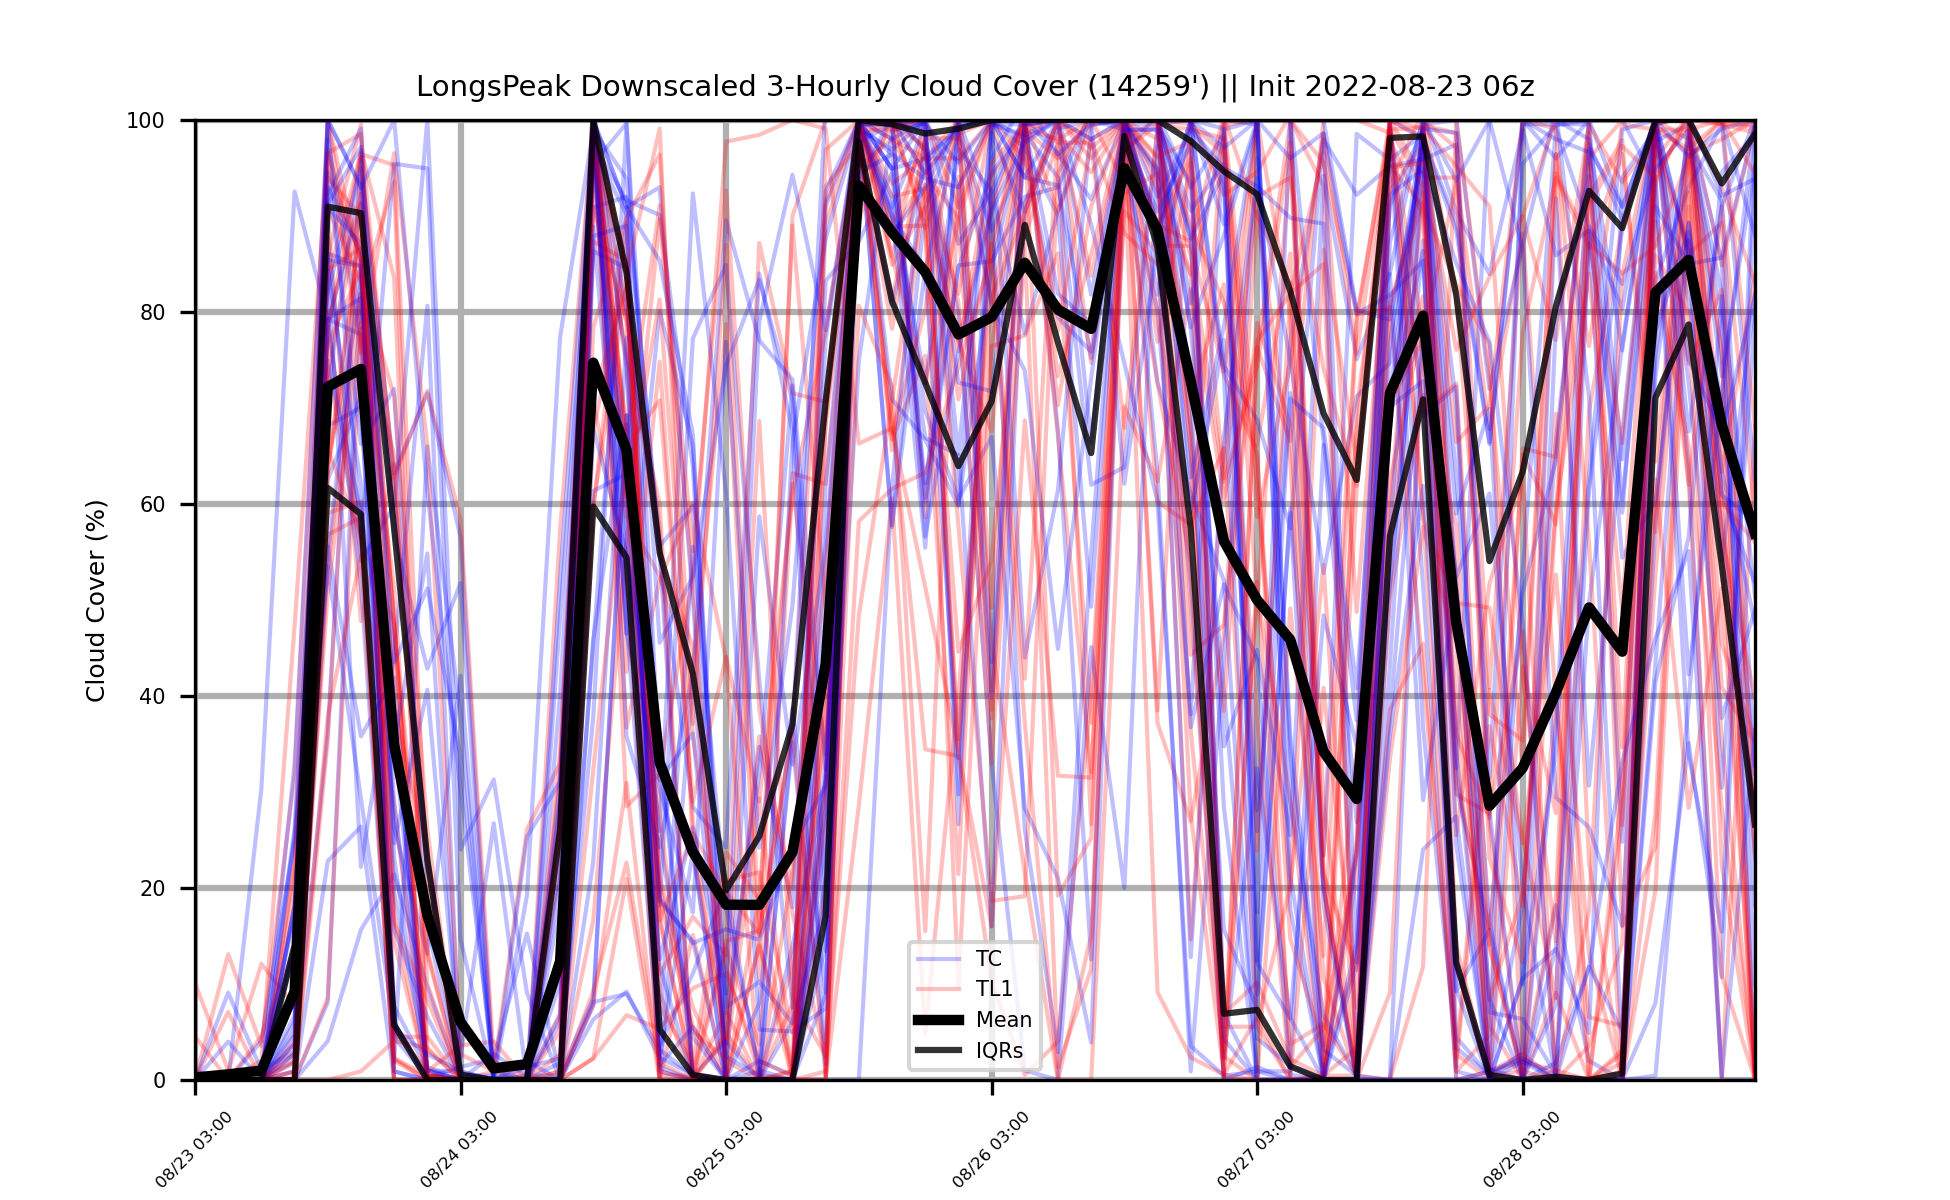 LongsPeak Downscaled 3-Hourly Cloud Cover (14259') || Init 2022-08-23 06z
Cloud Cover (%)
100
80
60
40
20
0
TC
TL1
Mean
IQRs
08/23 03:00
08/24 03:00
08/25 03:00
08/26 03:00
08/27 03:00
08/28 03:00